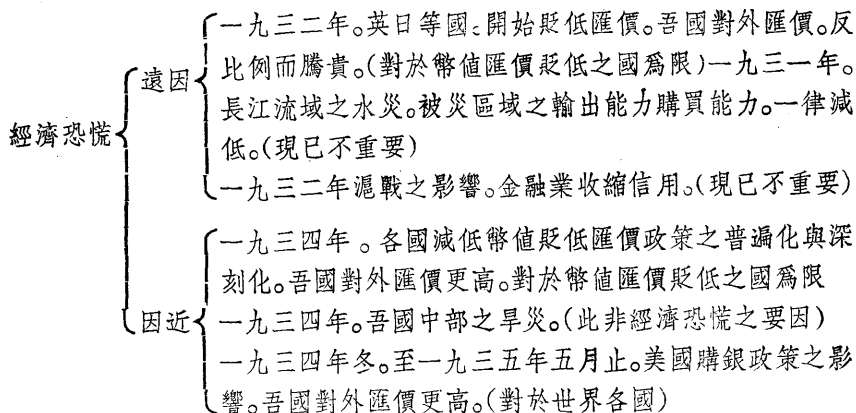 經濟恐慌
遠因
一九三二年。英日等國。開始貶低匯價。吾國對外匯價。反
比例而騰貴。(對於幣値匯價貶低之國爲限)一九三一年。
長江流域之水災。被災區域之輸出能力購買能力。一律減
低。(現已不重要)
一九三二年滬戰之影響。金融業收縮信用。(現已不重要)
因近
一九三四年。各國減低幣値貶低匯價政策之普遍化與深
刻化。吾國對外匯價更高。對於幣値匯價貶低之國爲限
一九三四年。吾國中部之旱災。(此非經濟恐慌之要因)
一九三四年冬。至一九三五年五月止。美國購銀政策之影
響。吾國對外匯價更高。(對於世界各國)